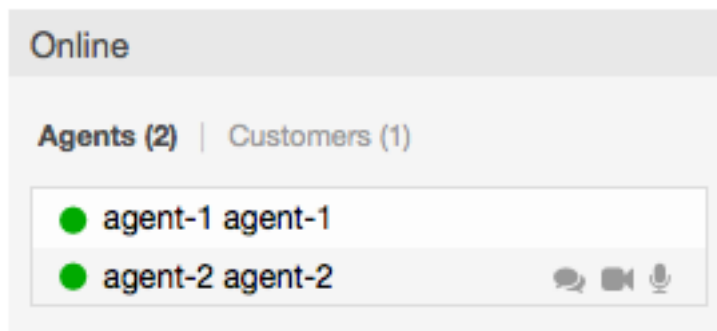 Online
Agents (2) | Customers (1)
agent-1 agent-1
agent-2 agent-2